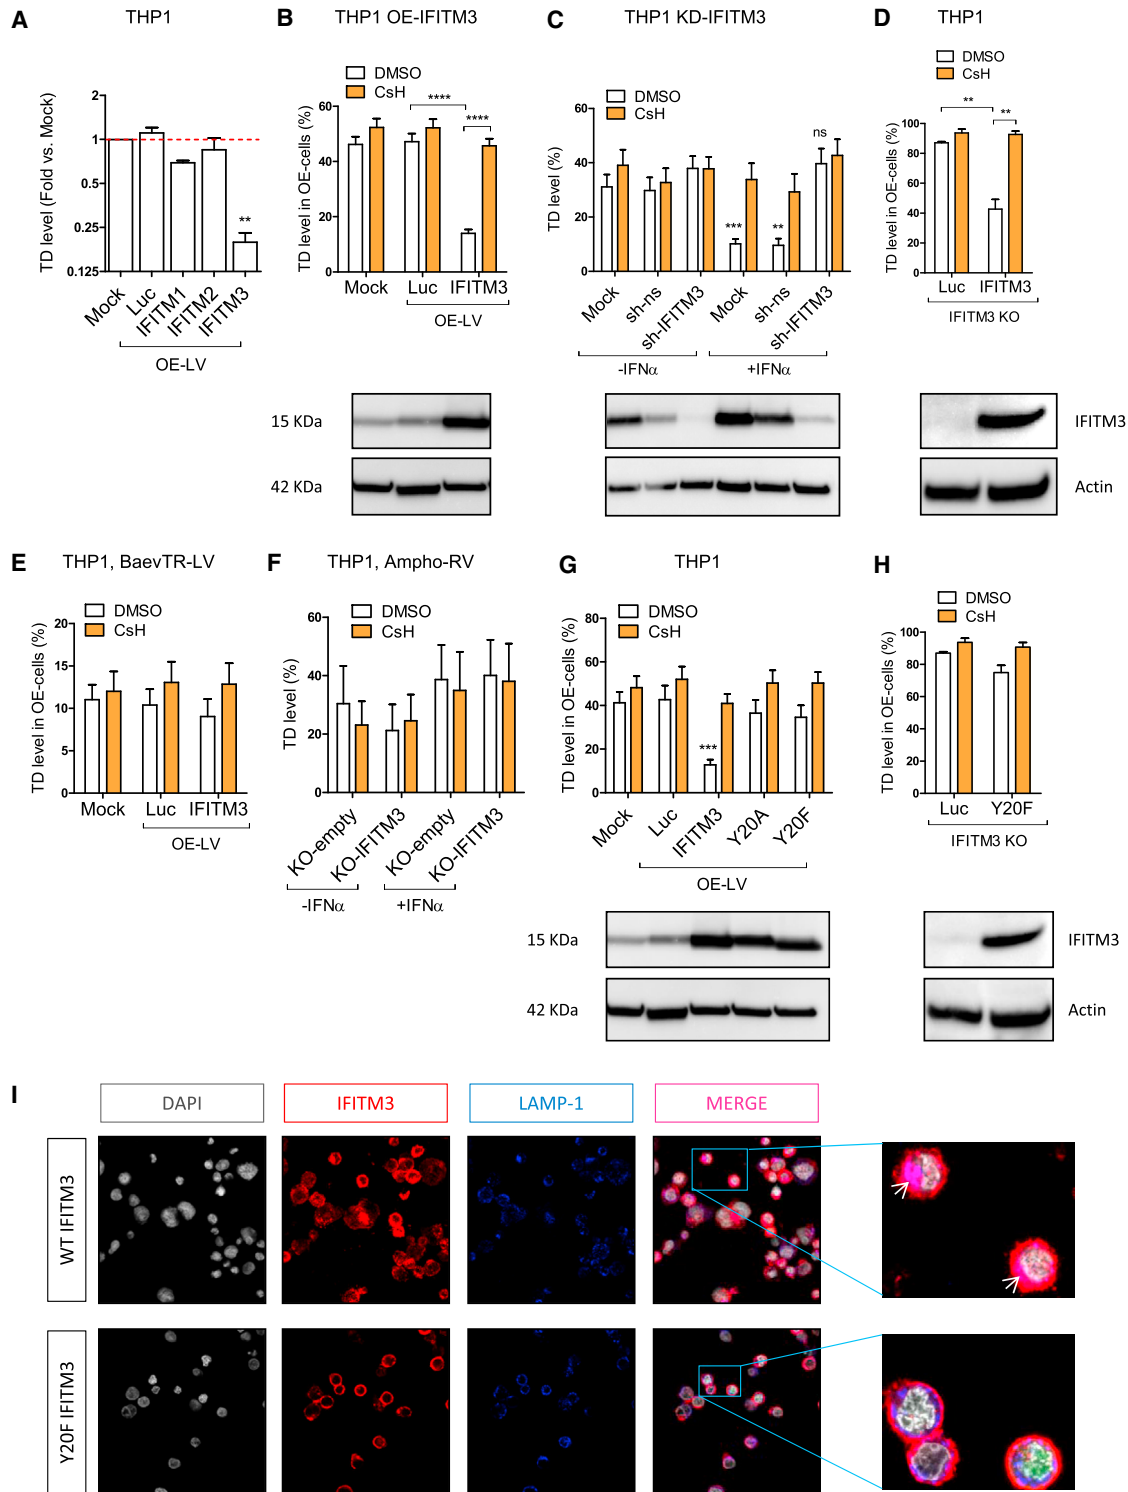 A THP1
TD level (Fold vs. Mock)
2
1
0.5
0.25
0.125
**
Mock Luc IFITM1 IFITM2 IFITM3
OE-LV
B THP1 OE-IFITM3
DMSO
CsH
TD level in OE-cells (%)
60
40
20
0
**** ****
Mock Luc IFITM3
OE-LV
C THP1 KD-IFITM3
DMSO
CsH
TD level (%)
60
40
20
0
*** ** ns
Mock sh-ns sh-IFITM3 Mock sh-ns sh-IFITM3
-IFNα +IFNα
D THP1
DMSO
CsH
TD level in OE-cells (%)
100
80
60
40
20
0
** **
Luc IFITM3
IFITM3 KO
15 KDa IFITM3
42 KDa Actin
E THP1, BaevTR-LV
DMSO
CsH
TD level in OE-cells (%)
20
15
10
5
0
Mock Luc IFITM3
OE-LV
F THP1, Ampho-RV
TD level (%)
60
40
20
0
KO-empty KO-IFITM3 KO-empty KO-IFITM3
-IFNα +IFNα
G THP1
DMSO
CsH
TD level in OE-cells (%)
80
60
40
20
0
***
Mock Luc IFITM3 Y20A Y20F
OE-LV
H
DMSO
CsH
TD level in OE-cells (%)
100
80
60
40
20
0
Luc Y20F
IFITM3 KO
15 KDa IFITM3
42 KDa Actin
I
DAPI IFITM3 LAMP-1 MERGE
WT IFITM3
Y20F IFITM3